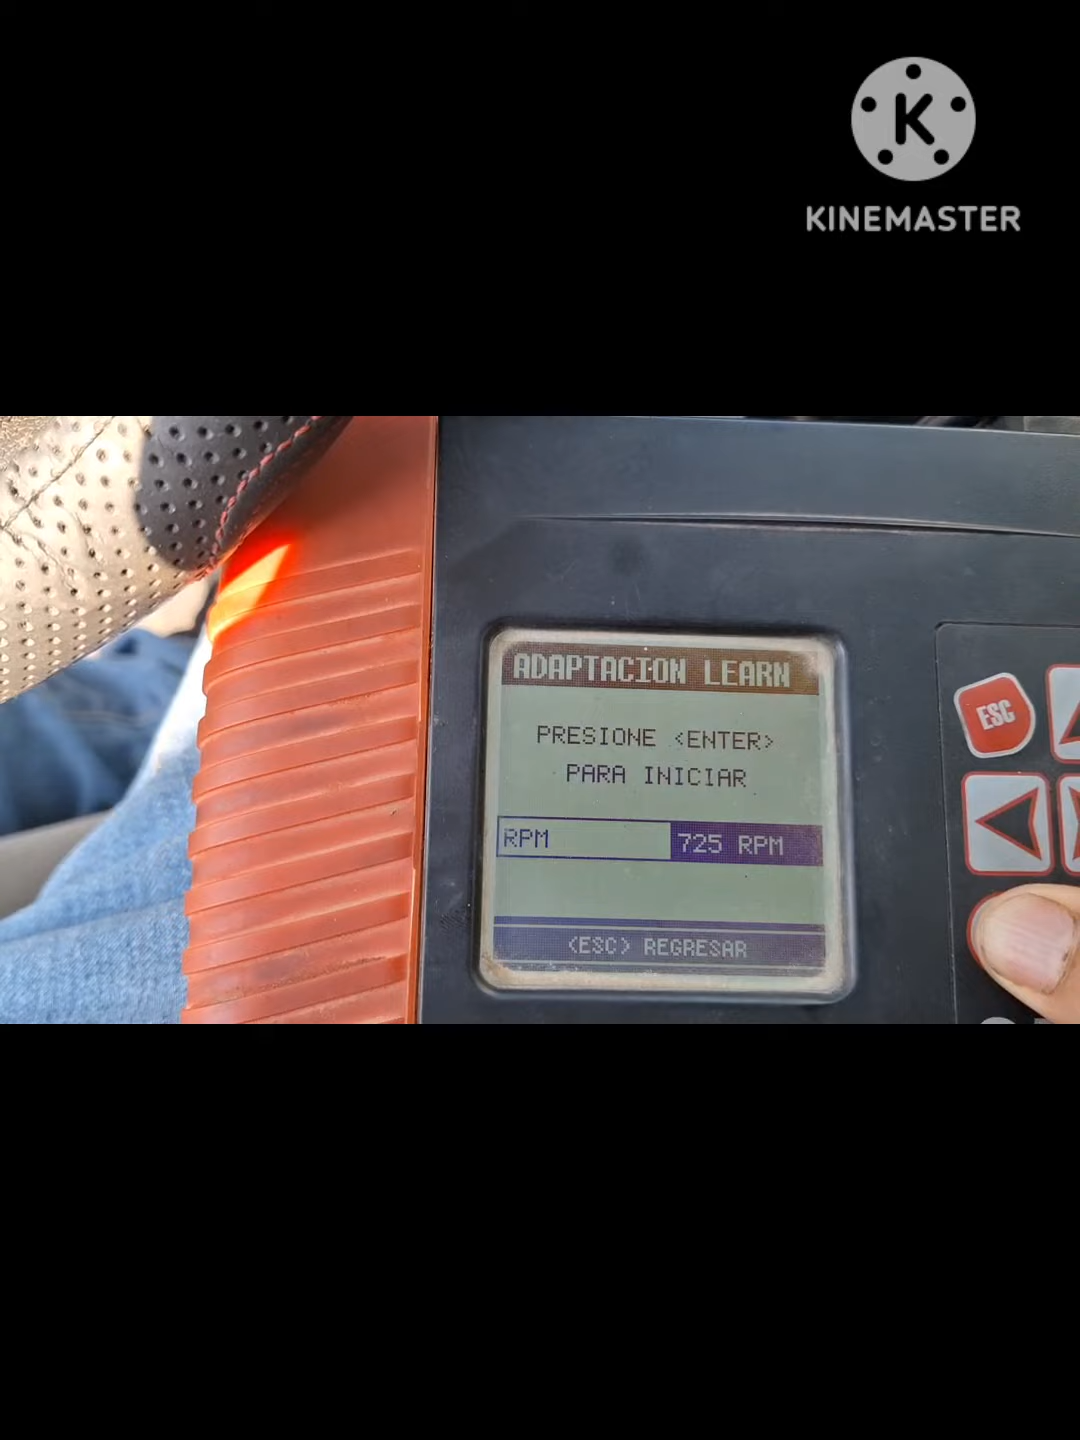 K
KINEMASTER
ADAPTACION LEARN
PRESIONE <ENTER>
PARA INICIAR
RPM 725 RPM
<ESC> REGRESAR
ESC